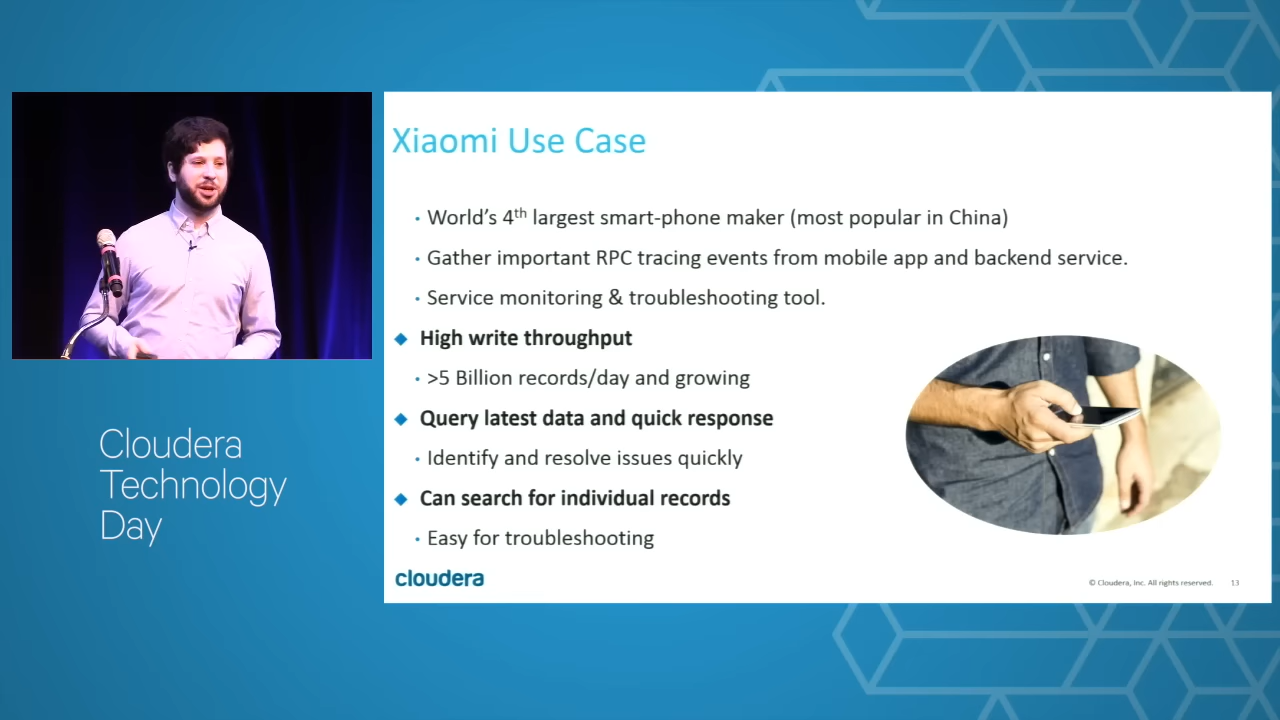 Xiaomi Use Case
• World's 4th largest smart-phone maker (most popular in China)
• Gather important RPC tracing events from mobile app and backend service.
• Service monitoring & troubleshooting tool.
◆ High write throughput
• >5 Billion records/day and growing
◆ Query latest data and quick response
• Identify and resolve issues quickly
◆ Can search for individual records
• Easy for troubleshooting
cloudera
© Cloudera, Inc. All rights reserved. 13
Cloudera
Technology
Day